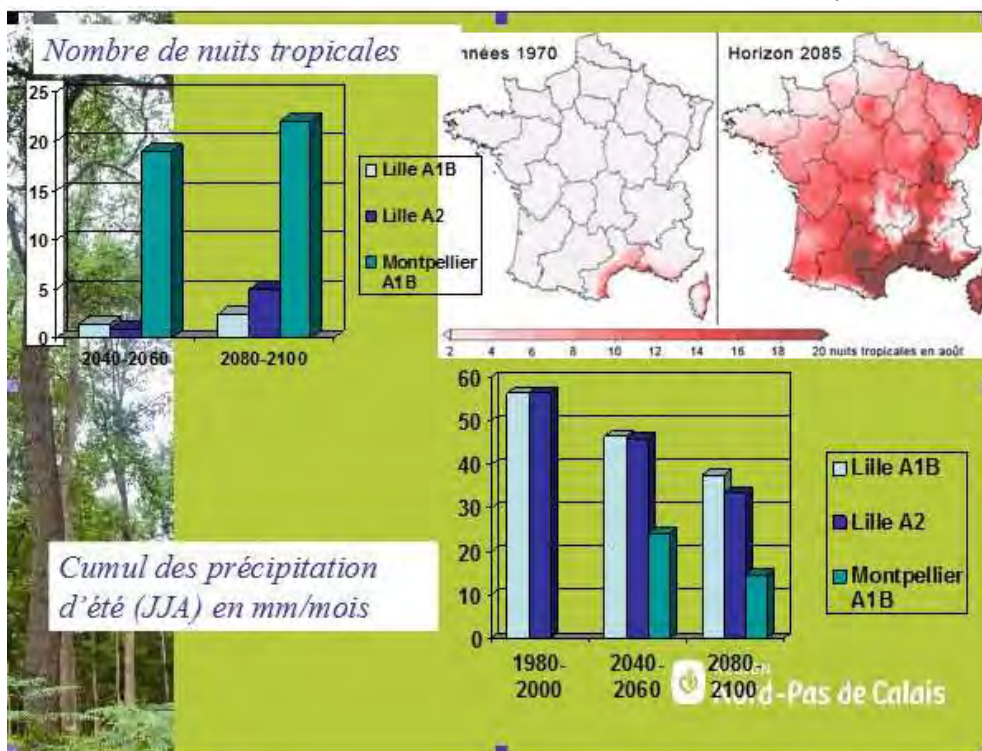 Nombre de nuits tropicales
25
20
15
10
5
0
2040-2060
2080-2100
Lille A1B
Lille A2
Montpellier
A1B
nnées 1970
Horizon 2085
2 4 6 8 10 12 14 16 18 20 nuits tropicales en août
Cumul des précipitation
d'été (JJA) en mm/mois
60
50
40
30
20
10
0
1980-
2000
2040-
2060
2080-
2100
Lille A1B
Lille A2
Montpellier
A1B
Nord-Pas de Calais